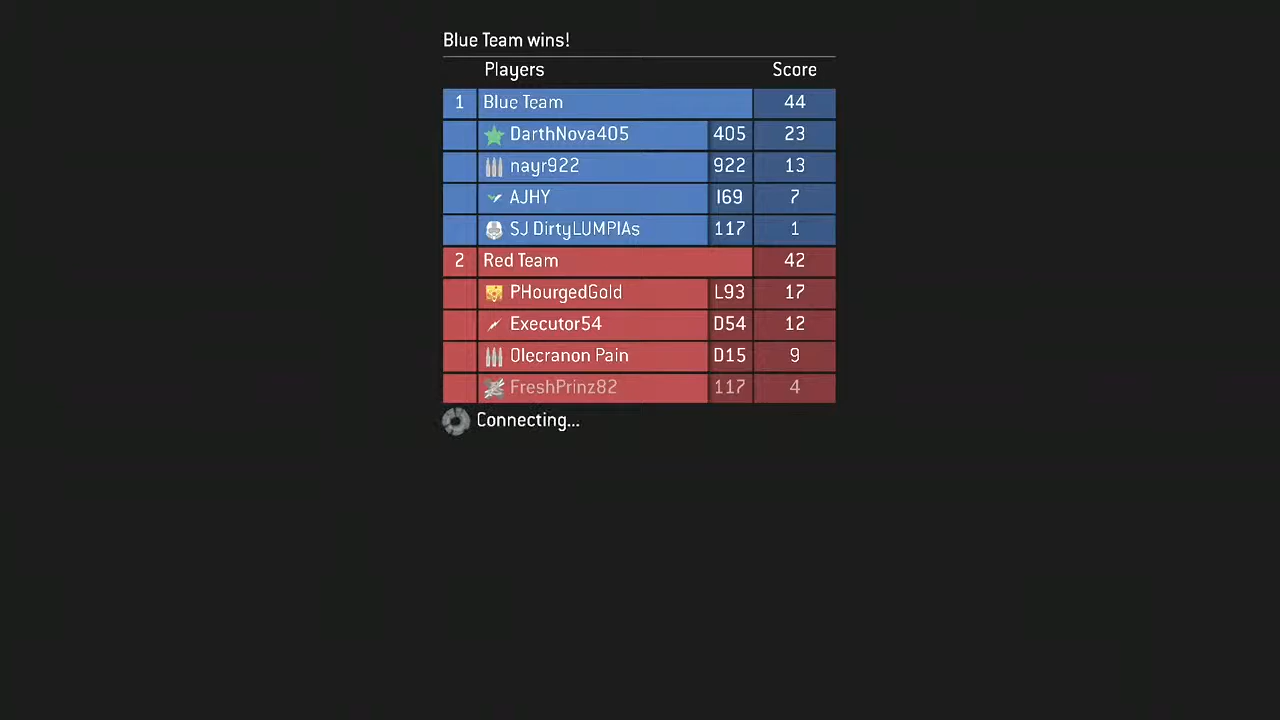 Blue Team wins!
Players Score
1 Blue Team 44
DarthNova405 405 23
nayr922 922 13
AJHY I69 7
SJ DirtyLUMPIAs 117 1
2 Red Team 42
PHourgedGold L93 17
Executor54 D54 12
Olecranon Pain D15 9
FreshPrinz82 117 4
Connecting...